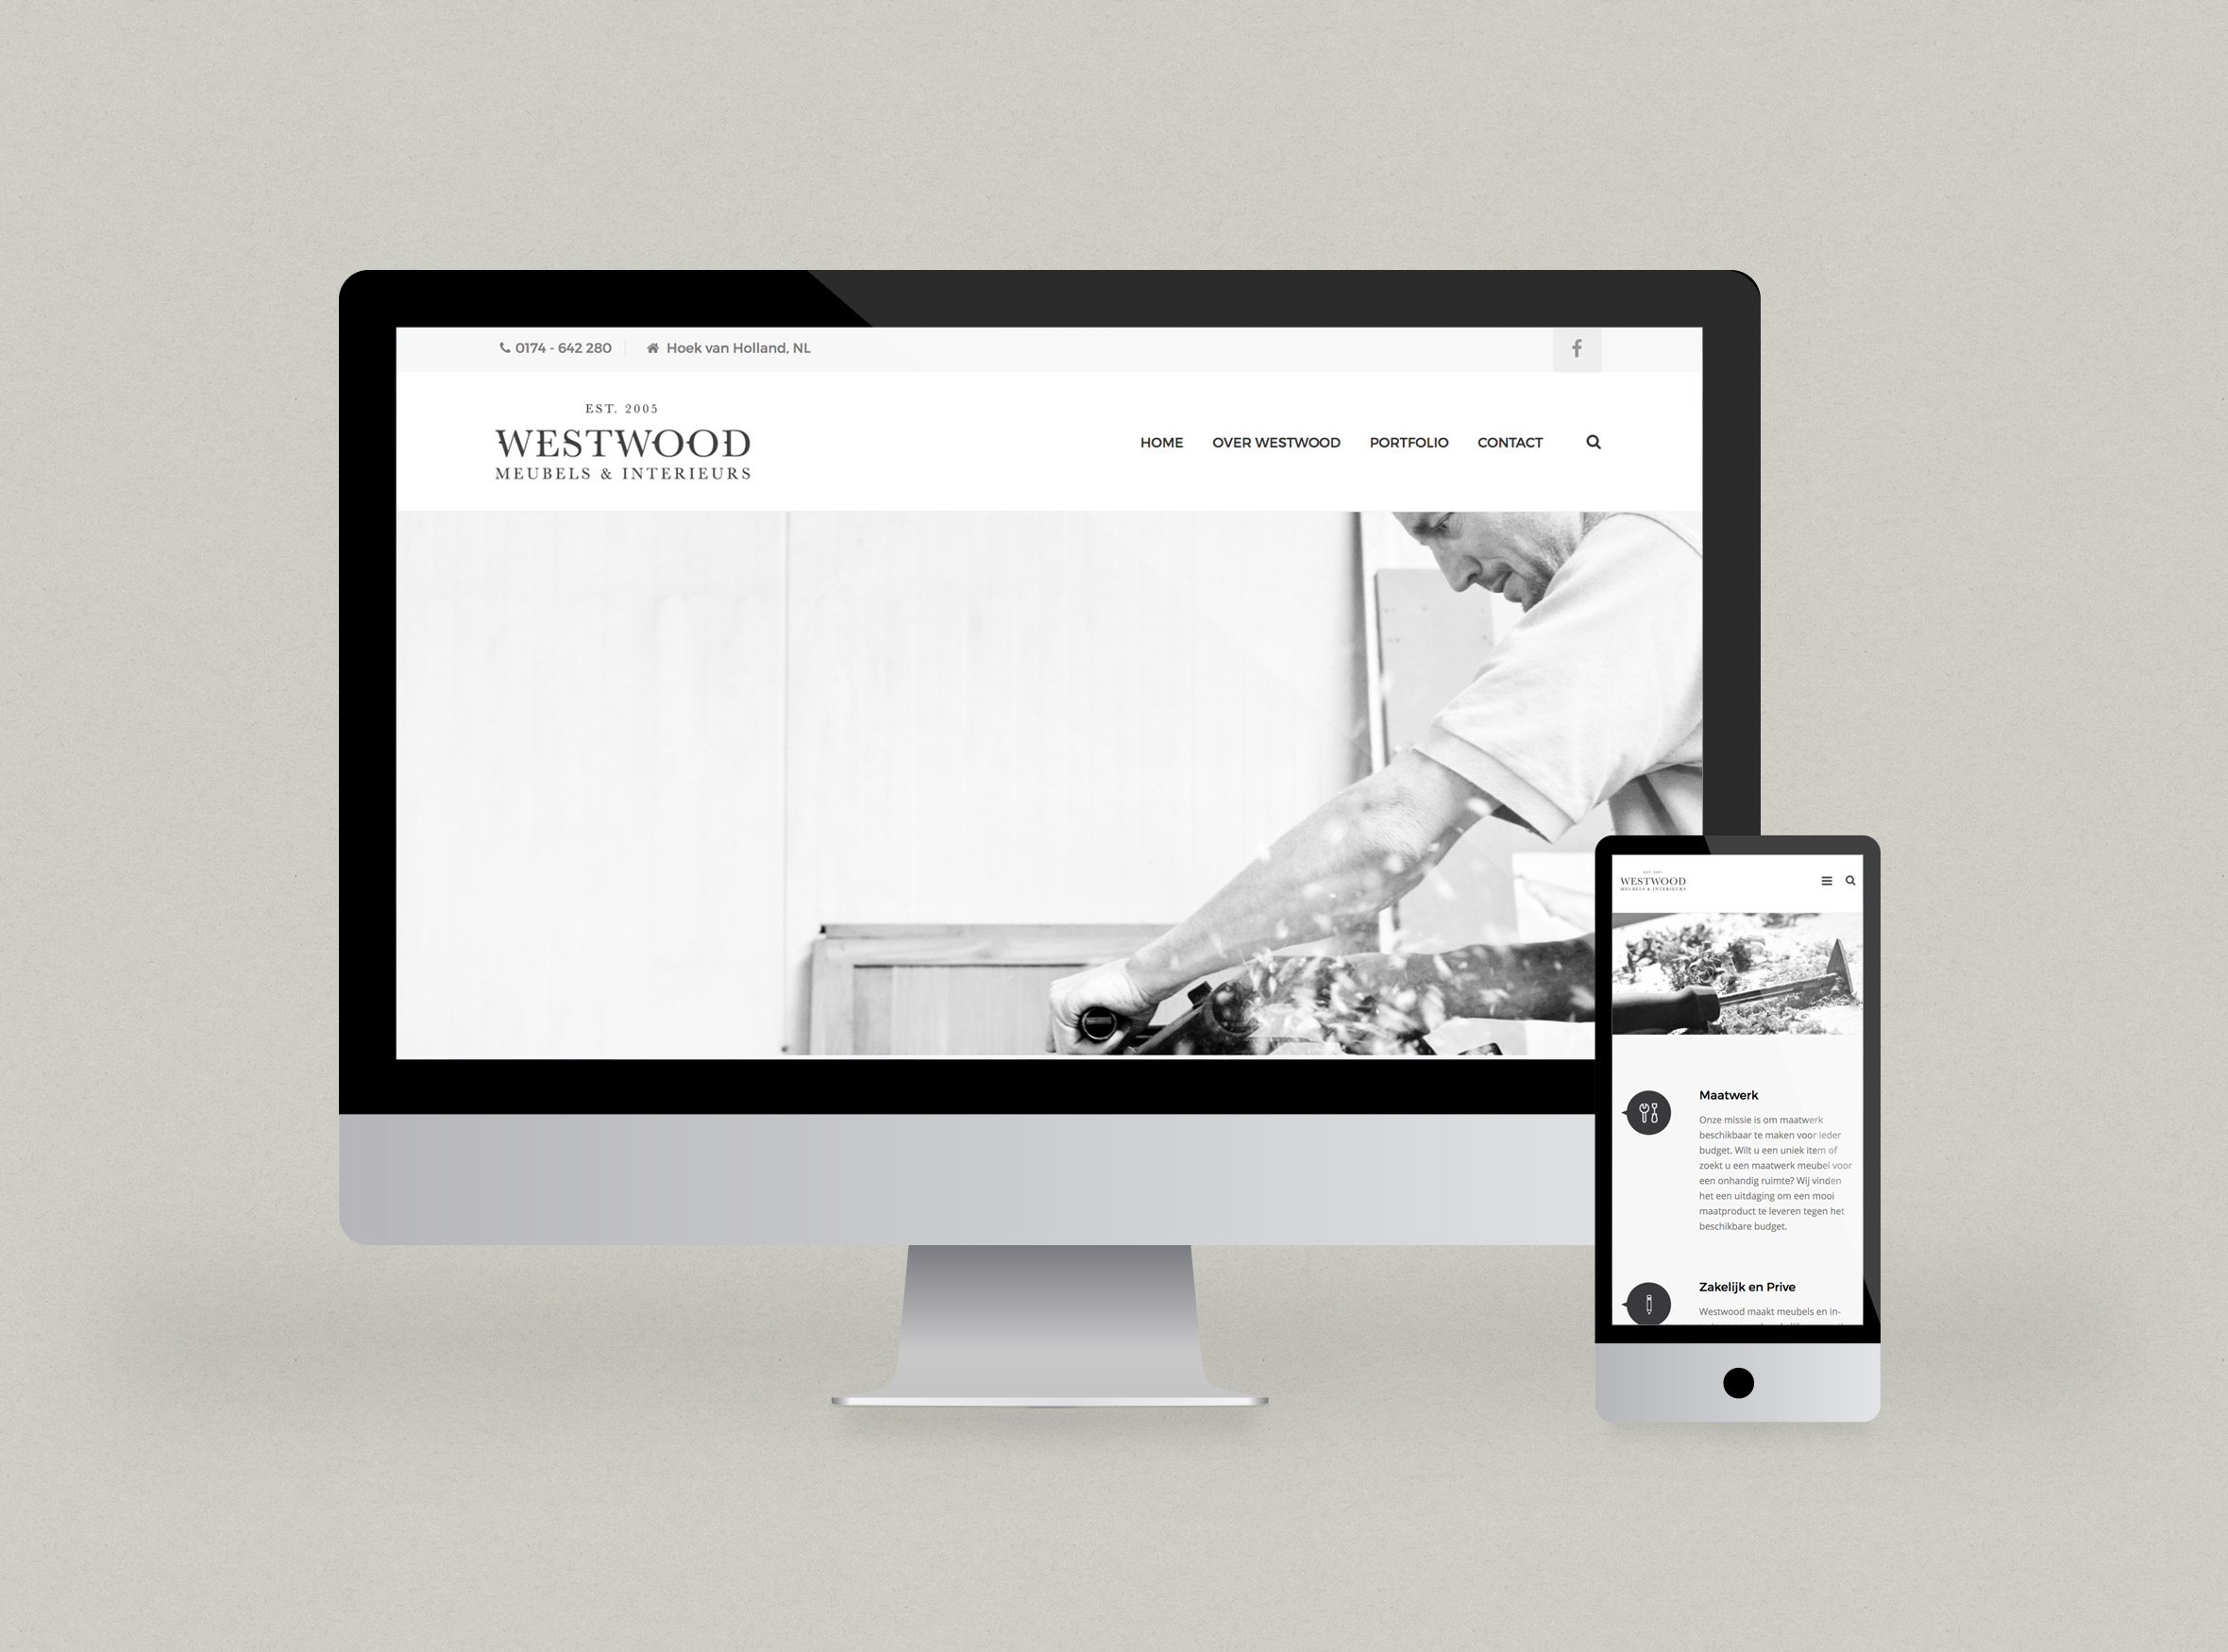 0174 - 642 280
Hoek van Holland, NL
EST. 2005
WESTWOOD
MEUBELS & INTERIEURS
HOME OVER WESTWOOD PORTFOLIO CONTACT
EST. 2005
WESTWOOD
MEUBELS & INTERIEURS
Maatwerk
Onze missie is om maatwerk
beschikbaar te maken voor ieder
budget. Wilt u een uniek item of
zoekt u een maatwerk meubel voor
een onhandig ruimte? Wij vinden
het een uitdaging om een mooi
maatproduct te leveren tegen het
beschikbare budget.
Zakelijk en Prive
Westwood maakt meubels en in-